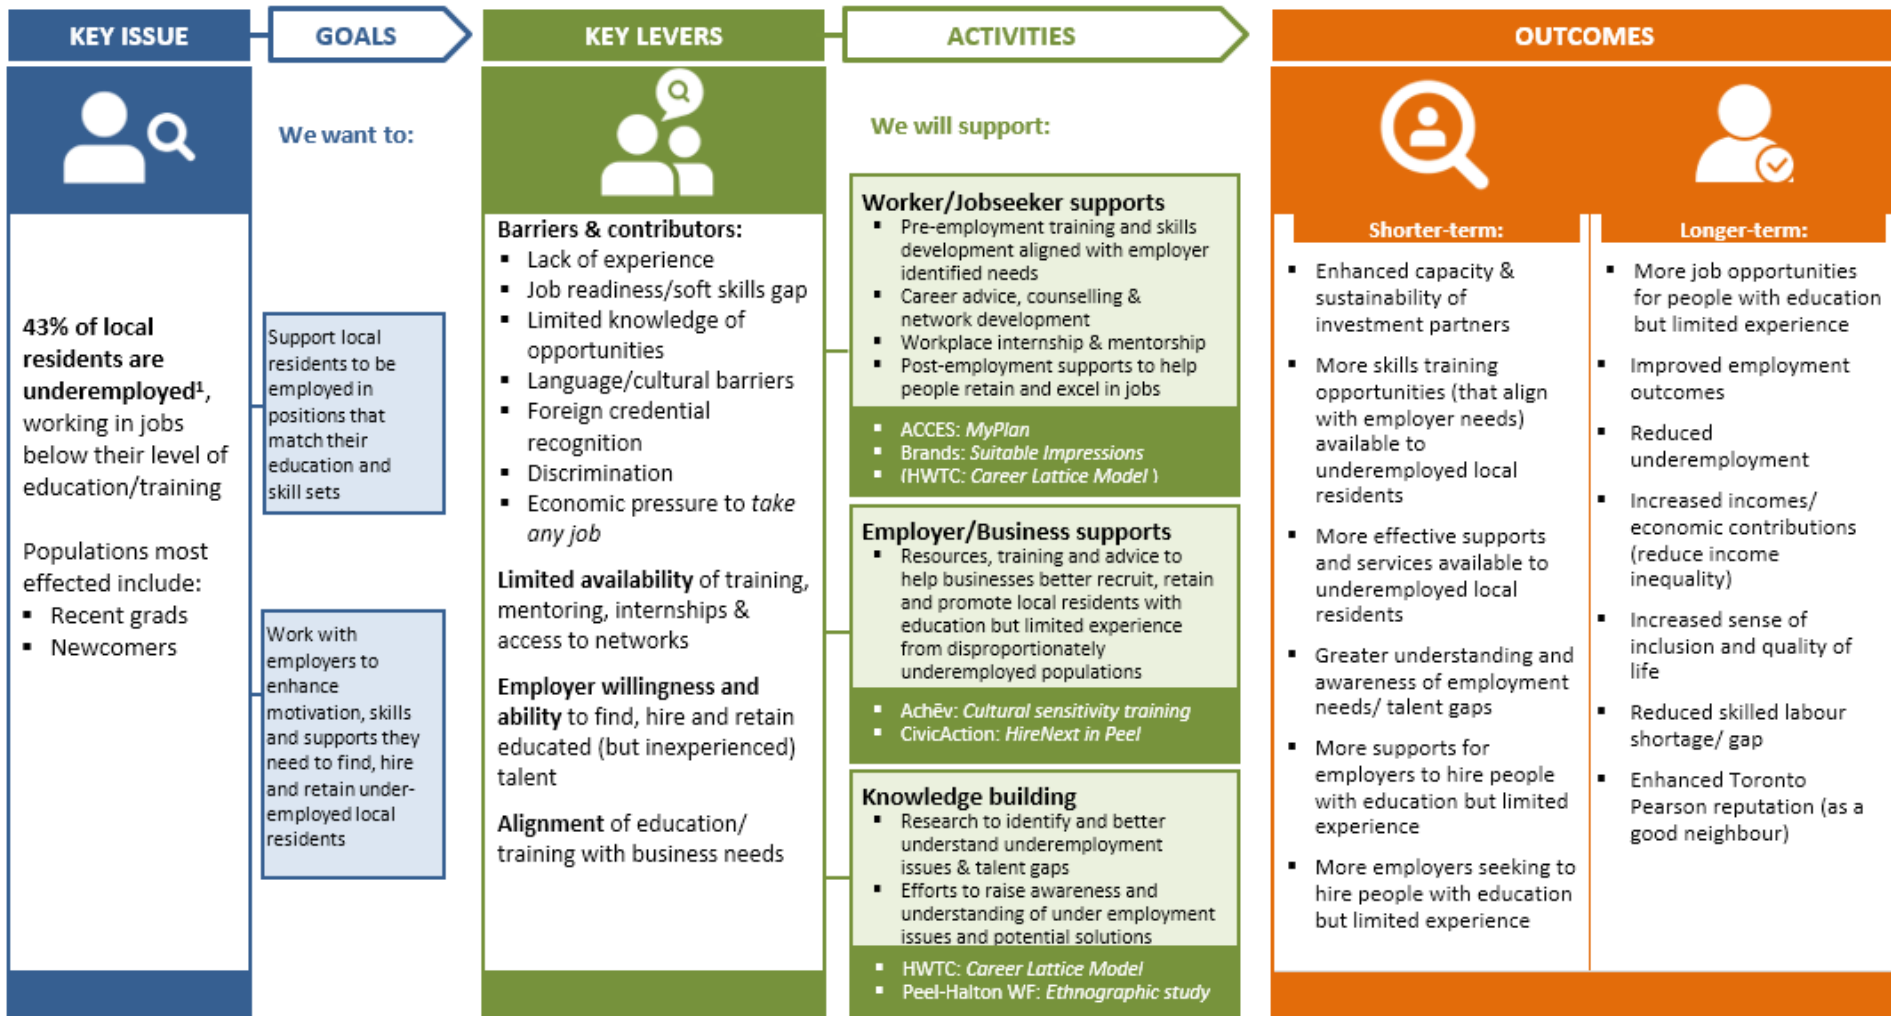 KEY ISSUE
GOALS
KEY LEVERS
ACTIVITIES
OUTCOMES
43% of local
residents are
underemployed¹,
working in jobs
below their level of
education/training
Populations most
effected include:
▪ Recent grads
▪ Newcomers
We want to:
Support local
residents to be
employed in
positions that
match their
education and
skill sets
Work with
employers to
enhance
motivation, skills
and supports they
need to find, hire
and retain under-
employed local
residents
Barriers & contributors:
▪ Lack of experience
▪ Job readiness/soft skills gap
▪ Limited knowledge of
opportunities
▪ Language/cultural barriers
▪ Foreign credential
recognition
▪ Discrimination
▪ Economic pressure to take
any job
Limited availability of training,
mentoring, internships &
access to networks
Employer willingness and
ability to find, hire and retain
educated (but inexperienced)
talent
Alignment of education/
training with business needs
We will support:
Worker/Jobseeker supports
▪ Pre-employment training and skills
development aligned with employer
identified needs
▪ Career advice, counselling &
network development
▪ Workplace internship & mentorship
▪ Post-employment supports to help
people retain and excel in jobs
▪ ACCES: MyPlan
▪ Brands: Suitable Impressions
▪ (HWTC: Career Lattice Model )
Employer/Business supports
▪ Resources, training and advice to
help businesses better recruit, retain
and promote local residents with
education but limited experience
from disproportionately
underemployed populations
▪ Achēv: Cultural sensitivity training
▪ CivicAction: HireNext in Peel
Knowledge building
▪ Research to identify and better
understand underemployment
issues & talent gaps
▪ Efforts to raise awareness and
understanding of under employment
issues and potential solutions
▪ HWTC: Career Lattice Model
▪ Peel-Halton WF: Ethnographic study
Shorter-term:
▪ Enhanced capacity &
sustainability of
investment partners
▪ More skills training
opportunities (that align
with employer needs)
available to
underemployed local
residents
▪ More effective supports
and services available to
underemployed local
residents
▪ Greater understanding and
awareness of employment
needs/ talent gaps
▪ More supports for
employers to hire people
with education but limited
experience
▪ More employers seeking to
hire people with education
but limited experience
Longer-term:
▪ More job opportunities
for people with education
but limited experience
▪ Improved employment
outcomes
▪ Reduced
underemployment
▪ Increased incomes/
economic contributions
(reduce income
inequality)
▪ Increased sense of
inclusion and quality of
life
▪ Reduced skilled labour
shortage/ gap
▪ Enhanced Toronto
Pearson reputation (as a
good neighbour)